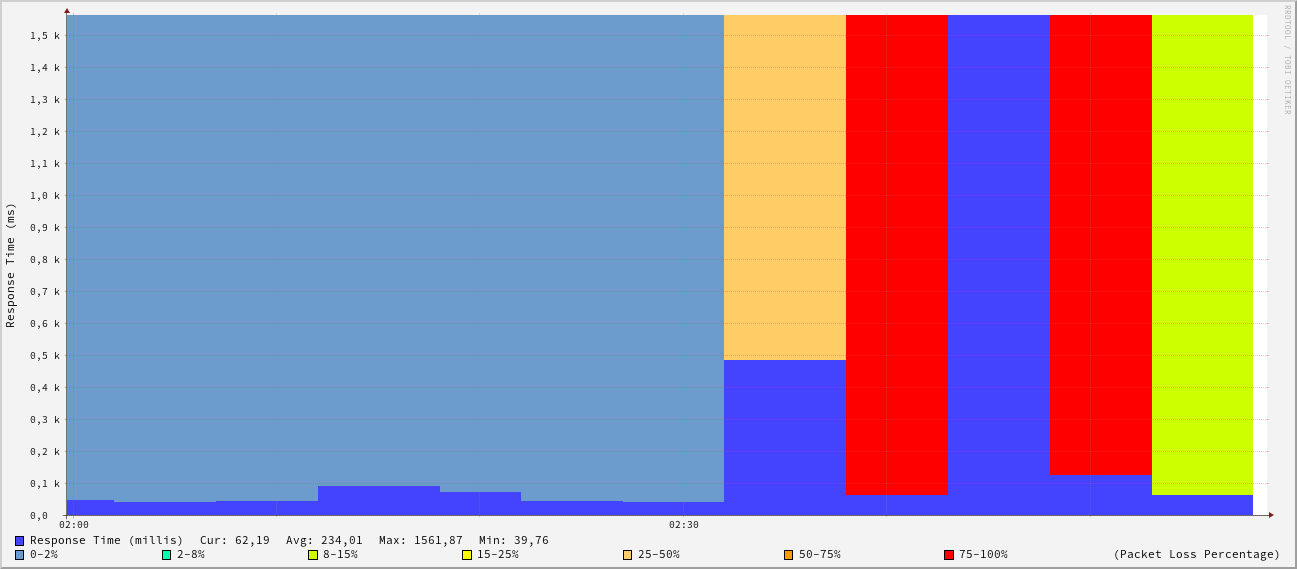 RRDTOOL / TOBI OETIKER
Response Time (ms)
1,5 k
1,4 k
1,3 k
1,2 k
1,1 k
1,0 k
0,9 k
0,8 k
0,7 k
0,6 k
0,5 k
0,4 k
0,3 k
0,2 k
0,1 k
0,0
02:00 02:30
Response Time (millis) Cur: 62,19 Avg: 234,01 Max: 1561,87 Min: 39,76
0-2% 2-8% 8-15% 15-25% 25-50% 50-75% 75-100% (Packet Loss Percentage)